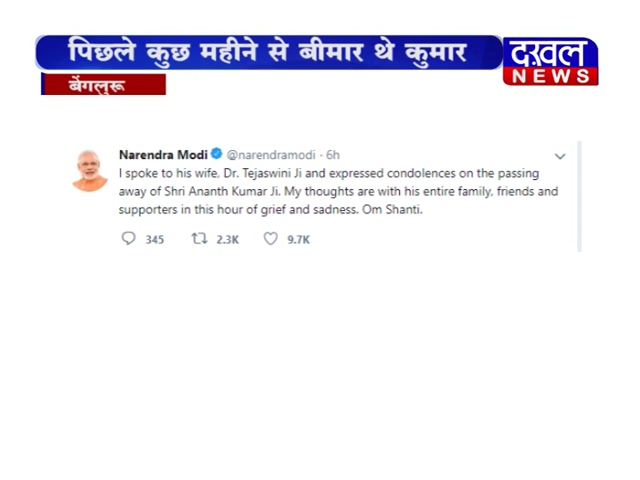 पिछले कुछ महीने से बीमार थे कुमार
दख़ल
NEWS
बेंगलुरू
Narendra Modi @narendramodi · 6h
I spoke to his wife, Dr. Tejaswini Ji and expressed condolences on the passing
away of Shri Ananth Kumar Ji. My thoughts are with his entire family, friends and
supporters in this hour of grief and sadness. Om Shanti.
345 2.3K 9.7K